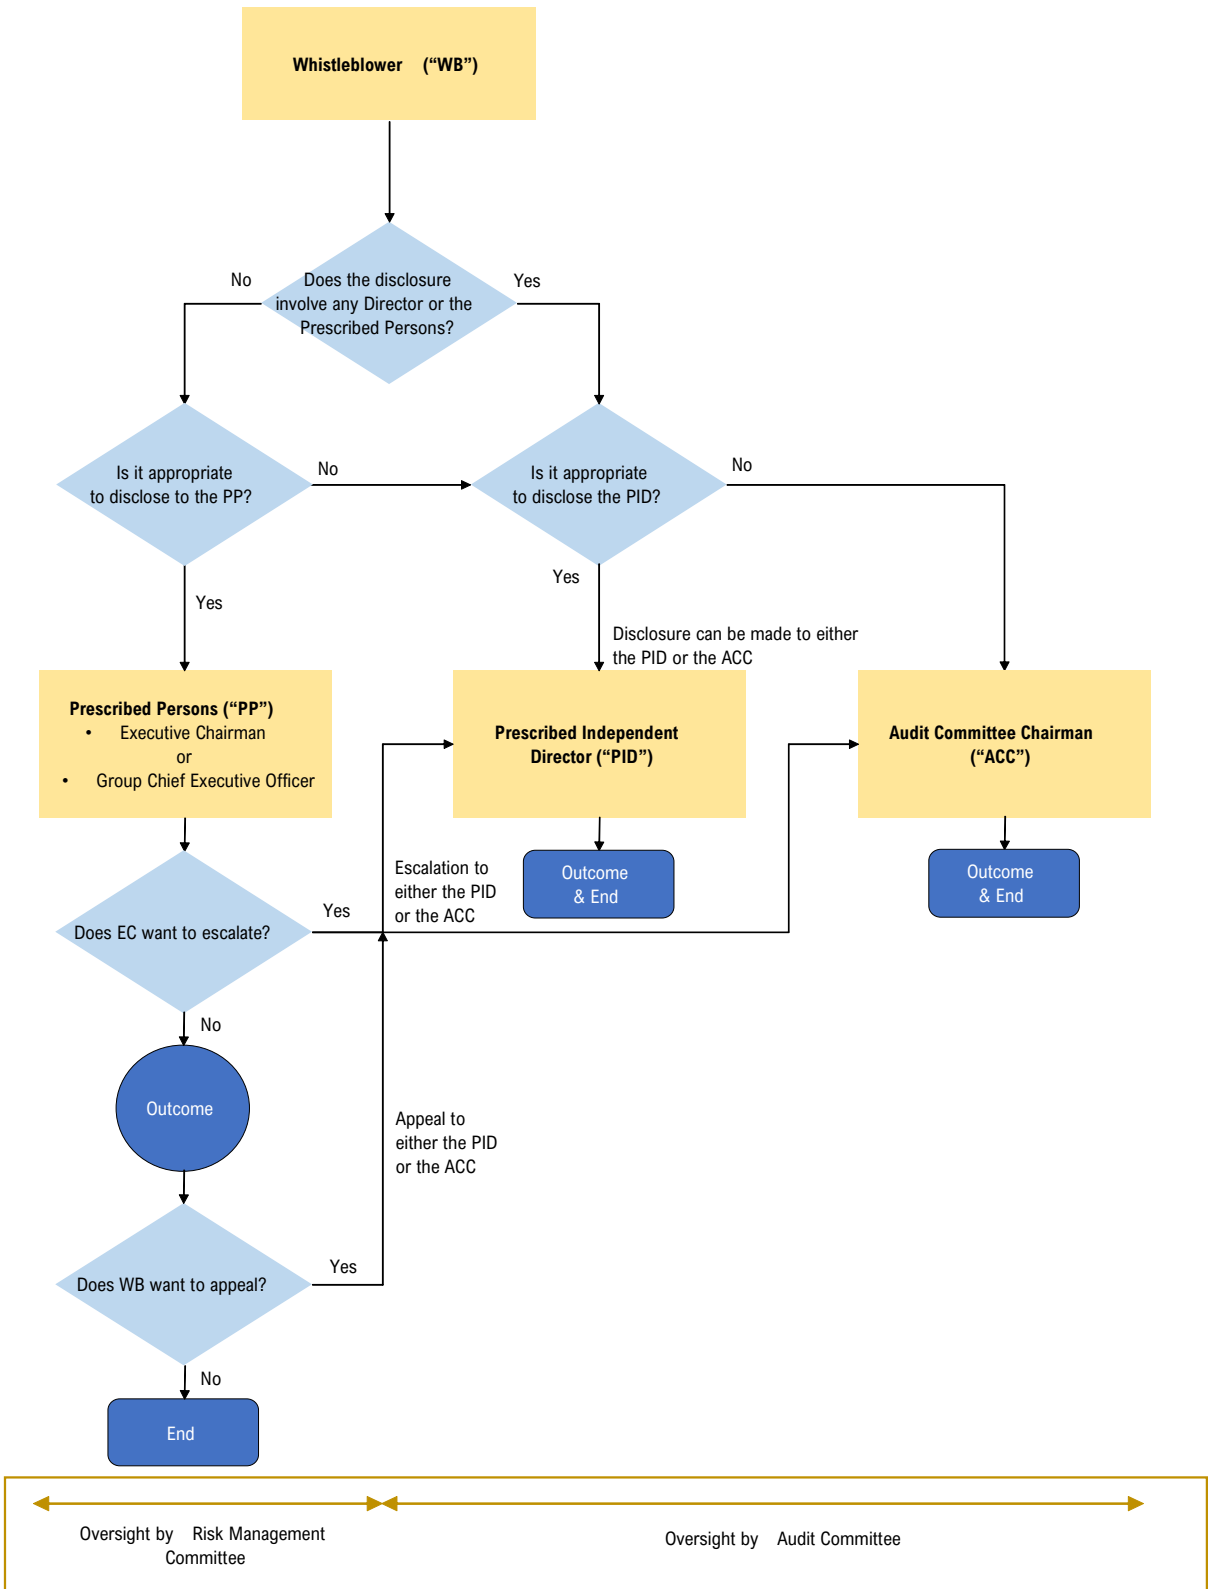 Whistleblower ("WB")
No
Does the disclosure
involve any Director or the
Prescribed Persons?
Yes
Is it appropriate
to disclose to the PP?
No
Is it appropriate
to disclose the PID?
No
Yes
Yes
Disclosure can be made to either
the PID or the ACC
Prescribed Persons (“PP”)
• Executive Chairman
or
• Group Chief Executive Officer
Prescribed Independent
Director (“PID”)
Audit Committee Chairman
(“ACC”)
Outcome
& End
Outcome
& End
Escalation to
either the PID
or the ACC
Does EC want to escalate?
Yes
No
Outcome
Appeal to
either the PID
or the ACC
Does WB want to appeal?
Yes
No
End
Oversight by Risk Management
Committee
Oversight by Audit Committee